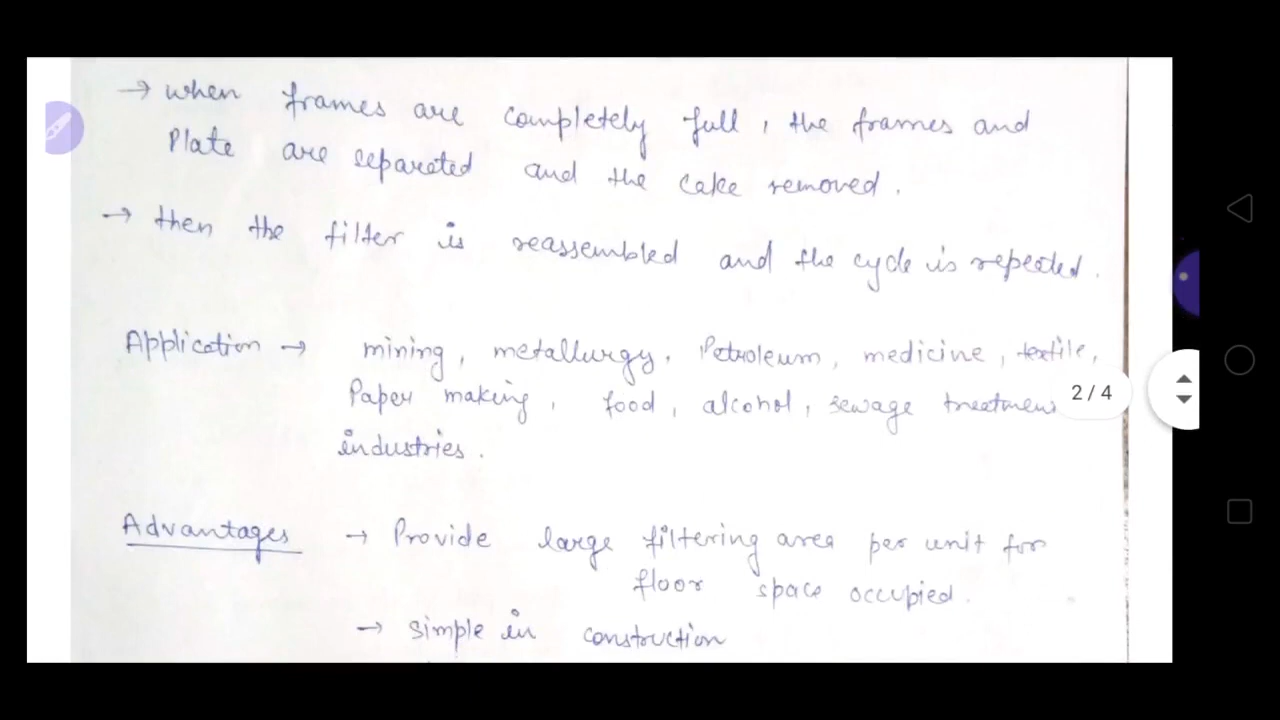 → when frames are completely full, the frames and
Plate are separated and the cake removed.
→ then the filter is reassembled and the cycle is repeated.
Application → mining, metallurgy, Petroleum, medicine, textile,
Paper making, food, alcohol, sewage treatmen
2 / 4
industries.
Advantages → Provide large filtering area per unit for
floor space occupied.
→ simple in construction